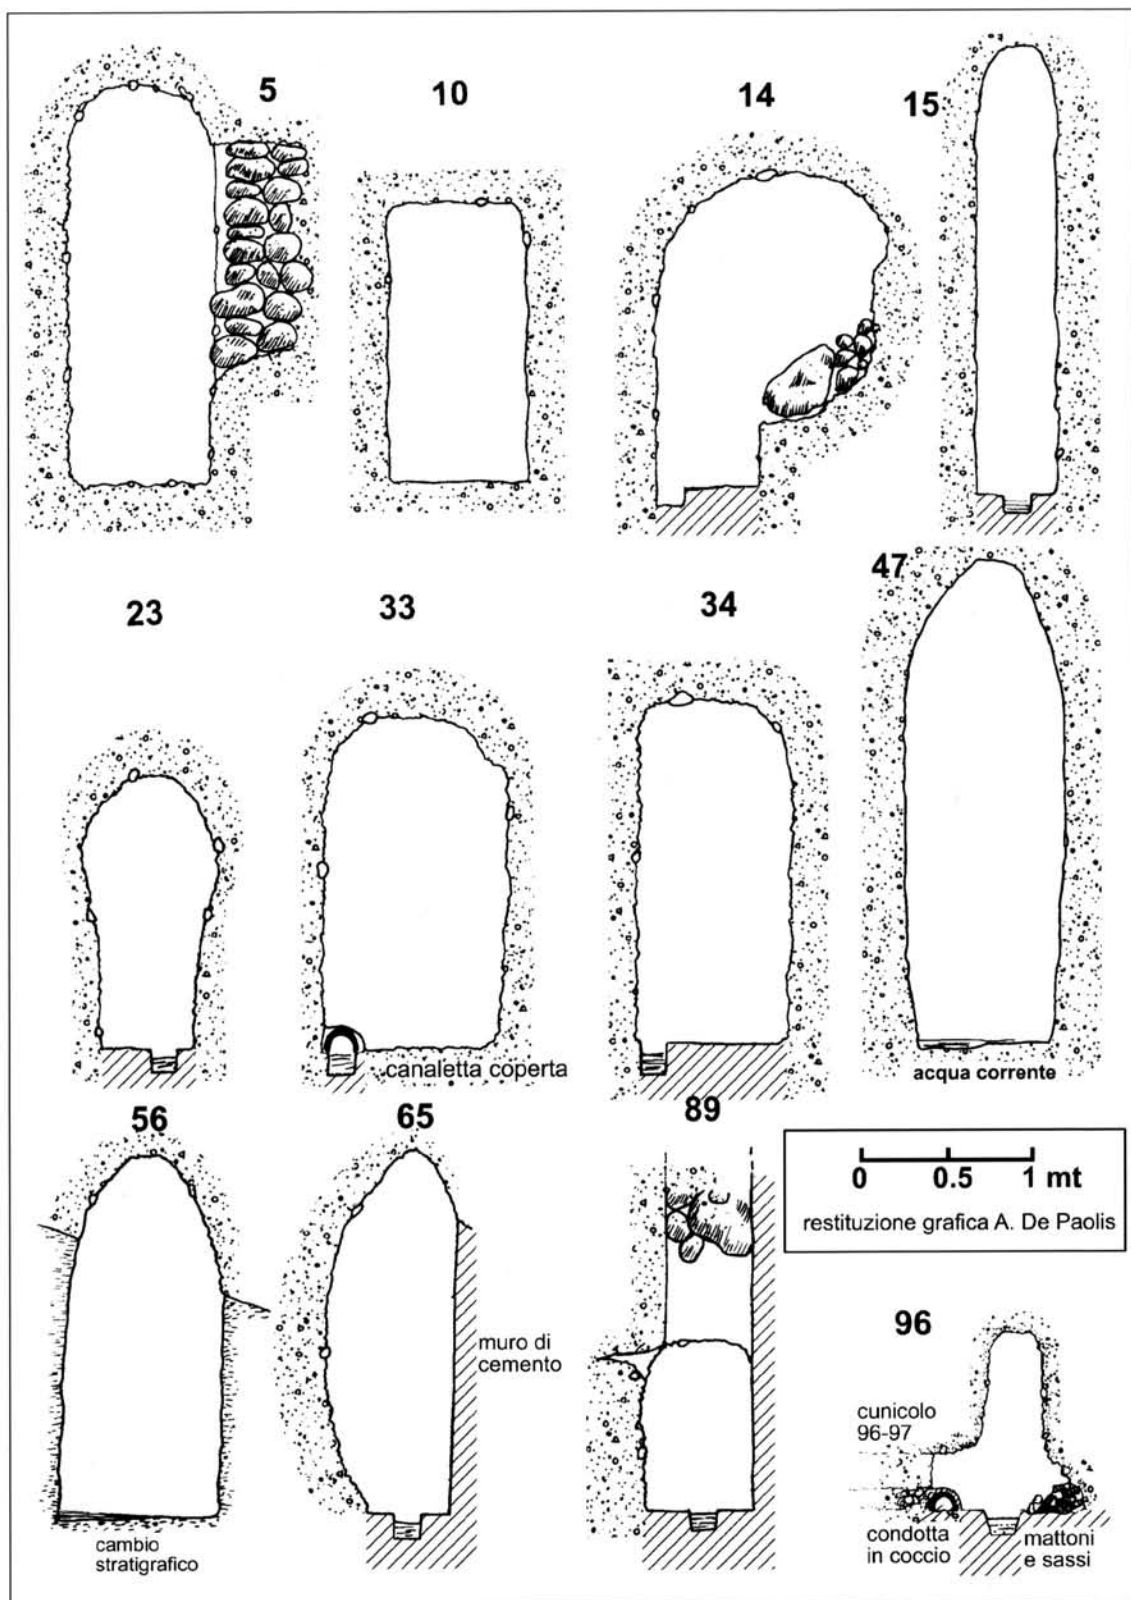 5
10
14
15
23
33
34
47
canaletta coperta
acqua corrente
56
65
89
0 0.5 1 mt
restituzione grafica A. De Paolis
muro di
cemento
96
cunicolo
96-97
cambio
stratigrafico
condotta
in coccio
mattoni
e sassi